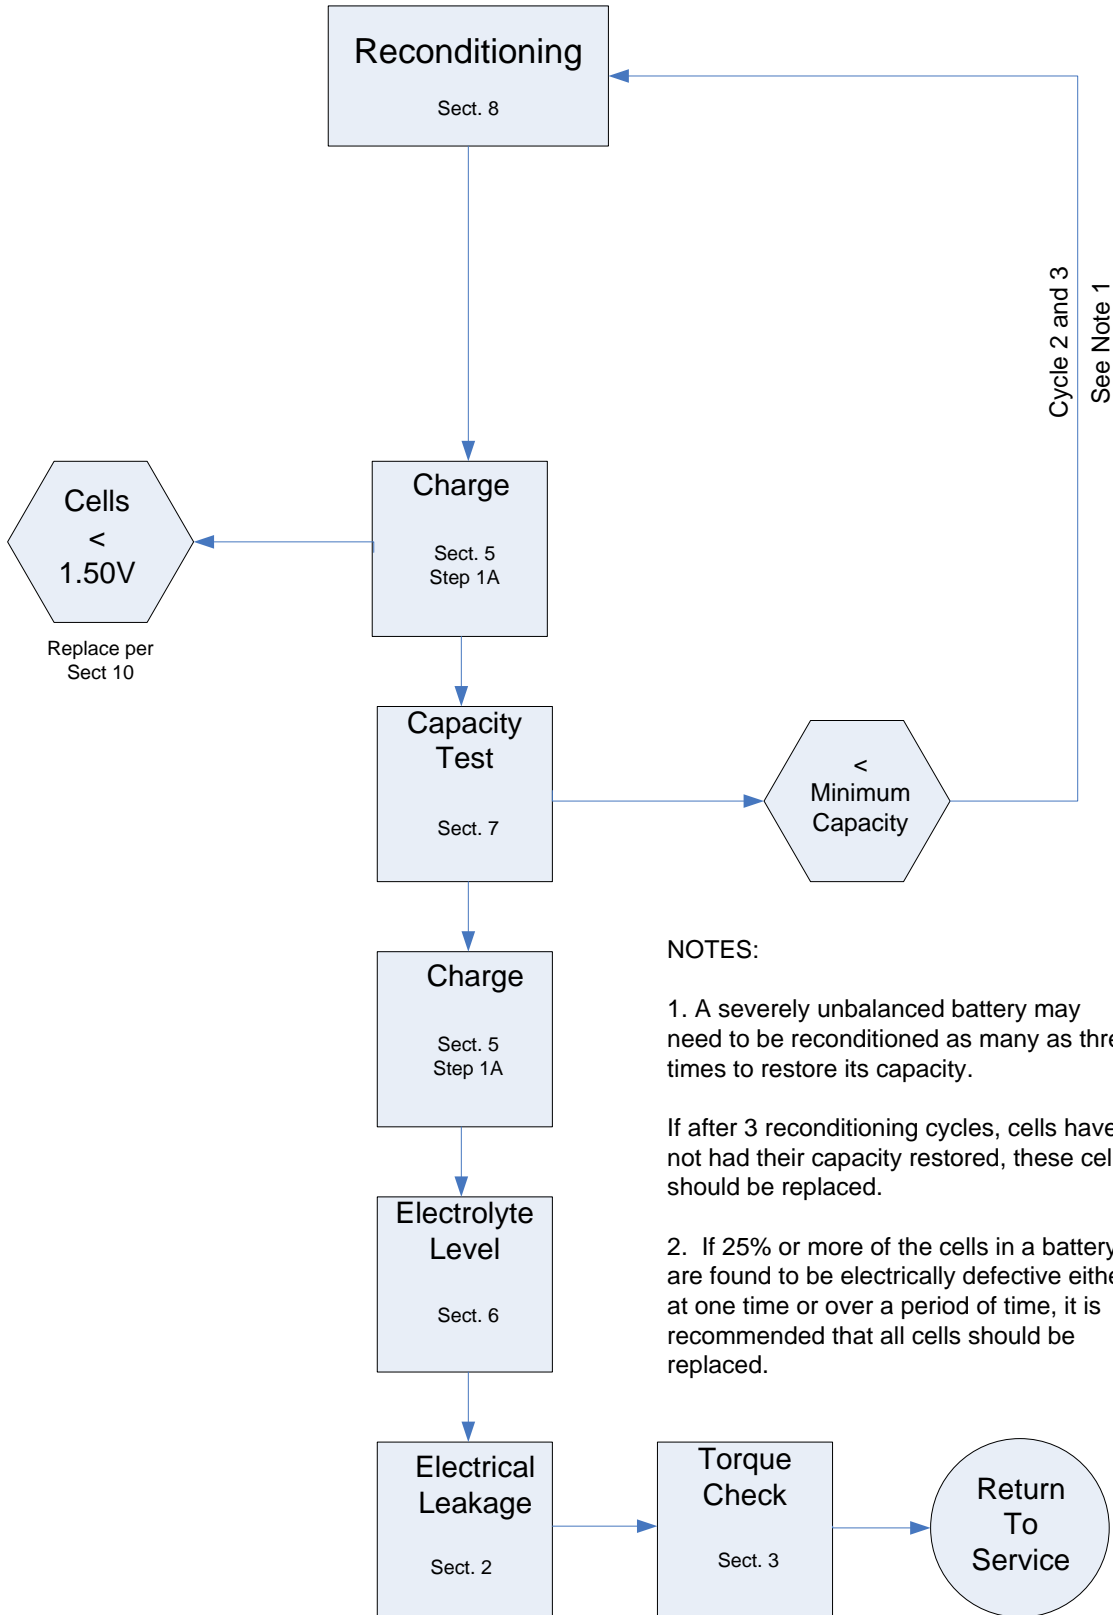 Reconditioning
Sect. 8
Cycle 2 and 3
See Note 1
Cells
<
1.50V
Replace per
Sect 10
Charge
Sect. 5
Step 1A
Capacity
Test
Sect. 7
<
Minimum
Capacity
Charge
Sect. 5
Step 1A
NOTES:
1. A severely unbalanced battery may
need to be reconditioned as many as thre
times to restore its capacity.
If after 3 reconditioning cycles, cells have
not had their capacity restored, these cel
should be replaced.
2. If 25% or more of the cells in a battery
are found to be electrically defective eithe
at one time or over a period of time, it is
recommended that all cells should be
replaced.
Electrolyte
Level
Sect. 6
Electrical
Leakage
Sect. 2
Torque
Check
Sect. 3
Return
To
Service